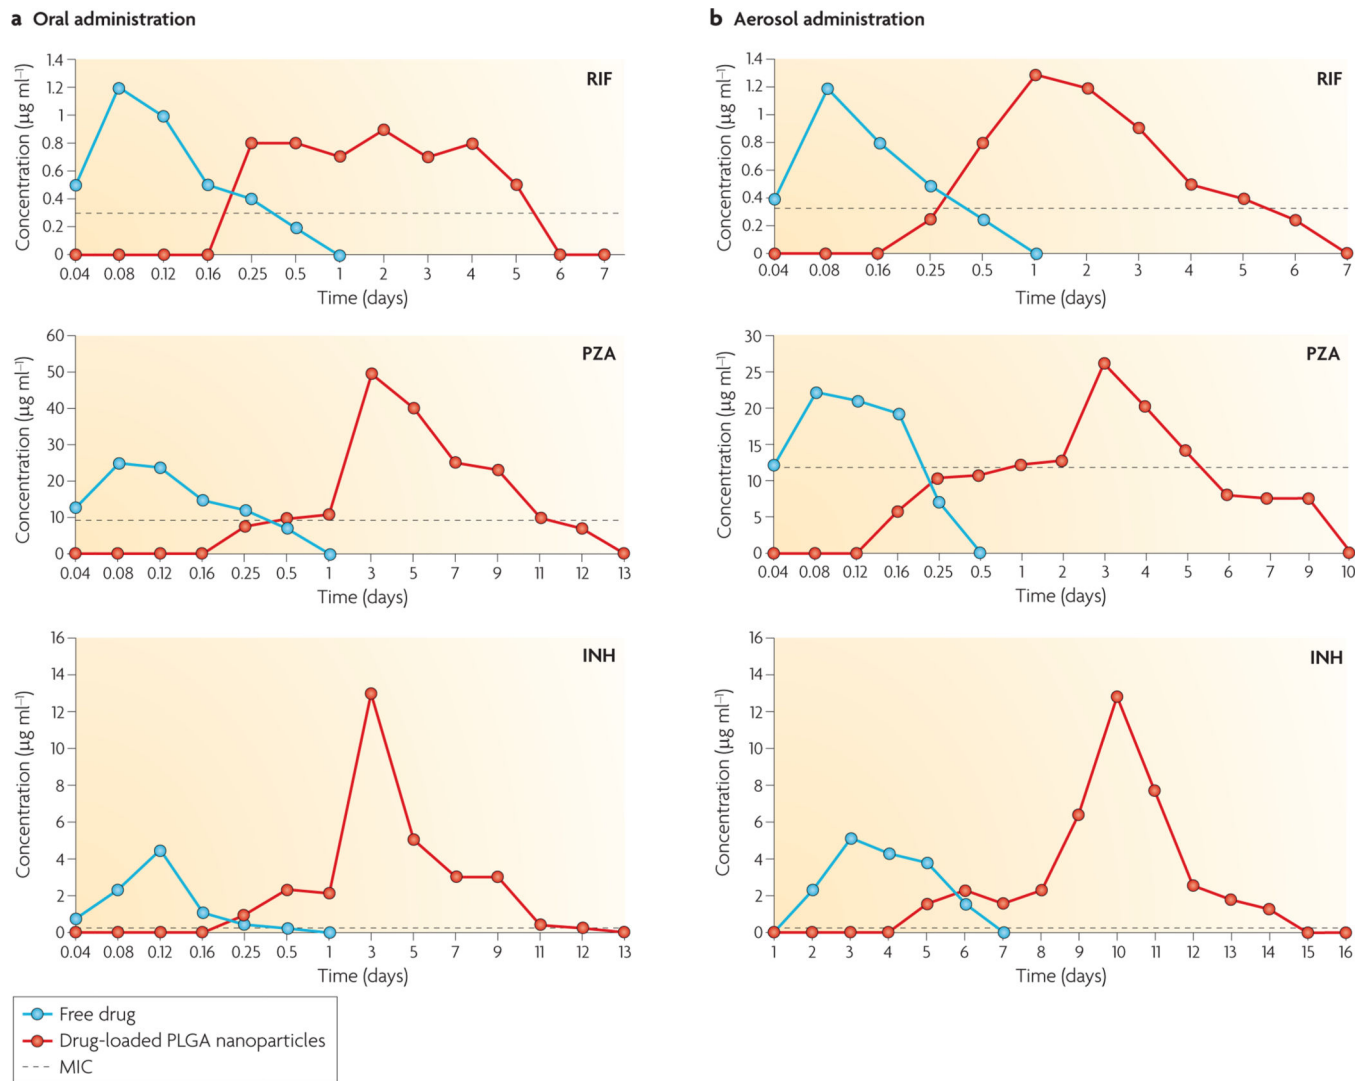 a Oral administration
b Aerosol administration
RIF
Concentration (µg ml⁻¹)
1.4
1.2
1
0.8
0.6
0.4
0.2
0
0.04 0.08 0.12 0.16 0.25 0.5 1 2 3 4 5 6 7
Time (days)
RIF
Concentration (µg ml⁻¹)
1.4
1.2
1
0.8
0.6
0.4
0.2
0
0.04 0.08 0.16 0.25 0.5 1 2 3 4 5 6 7
Time (days)
PZA
Concentration (µg ml⁻¹)
60
50
40
30
20
10
0
0.04 0.08 0.12 0.16 0.25 0.5 1 3 5 7 9 11 12 13
Time (days)
PZA
Concentration (µg ml⁻¹)
30
25
20
15
10
5
0
0.04 0.08 0.12 0.16 0.25 0.5 1 2 3 4 5 6 7 9 10
Time (days)
INH
Concentration (µg ml⁻¹)
16
14
12
10
8
6
4
2
0
0.04 0.08 0.12 0.16 0.25 0.5 1 3 5 7 9 11 12 13
Time (days)
INH
Concentration (µg ml⁻¹)
16
14
12
10
8
6
4
2
0
1 2 3 4 5 6 7 8 9 10 11 12 13 14 15 16
Time (days)
Free drug
Drug-loaded PLGA nanoparticles
MIC